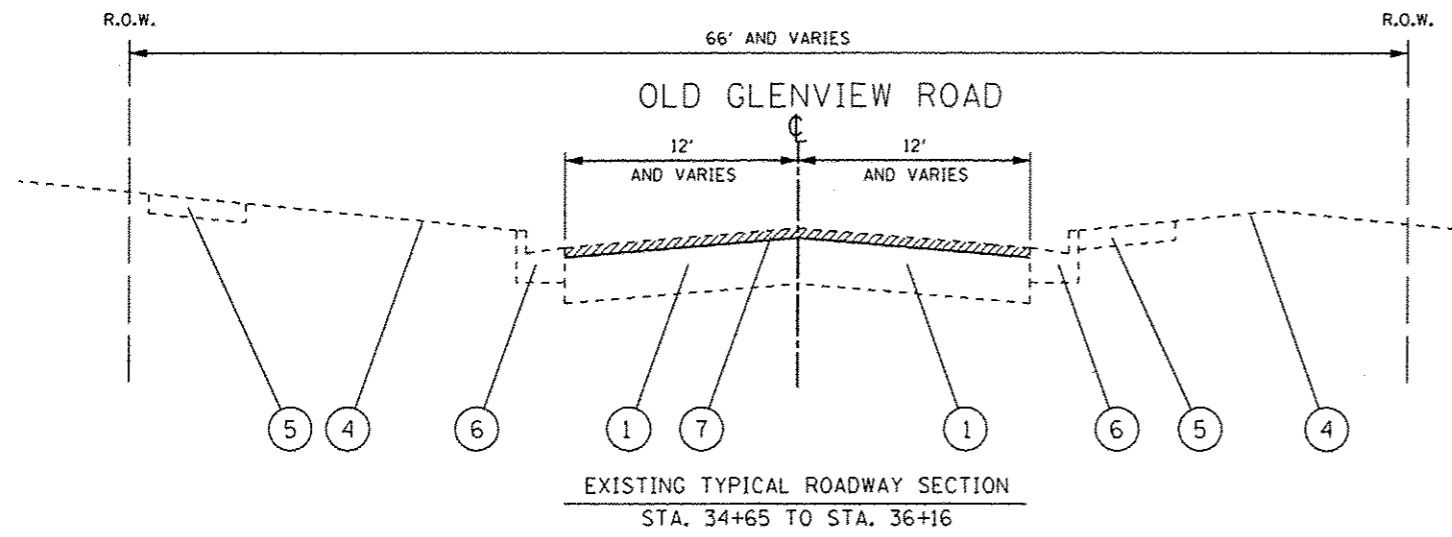 R.O.W.
R.O.W.
66' AND VARIES
OLD GLENVIEW ROAD
℄
12'
AND VARIES
12'
AND VARIES
5
4
6
1
7
1
6
5
4
EXISTING TYPICAL ROADWAY SECTION
STA. 34+65 TO STA. 36+16